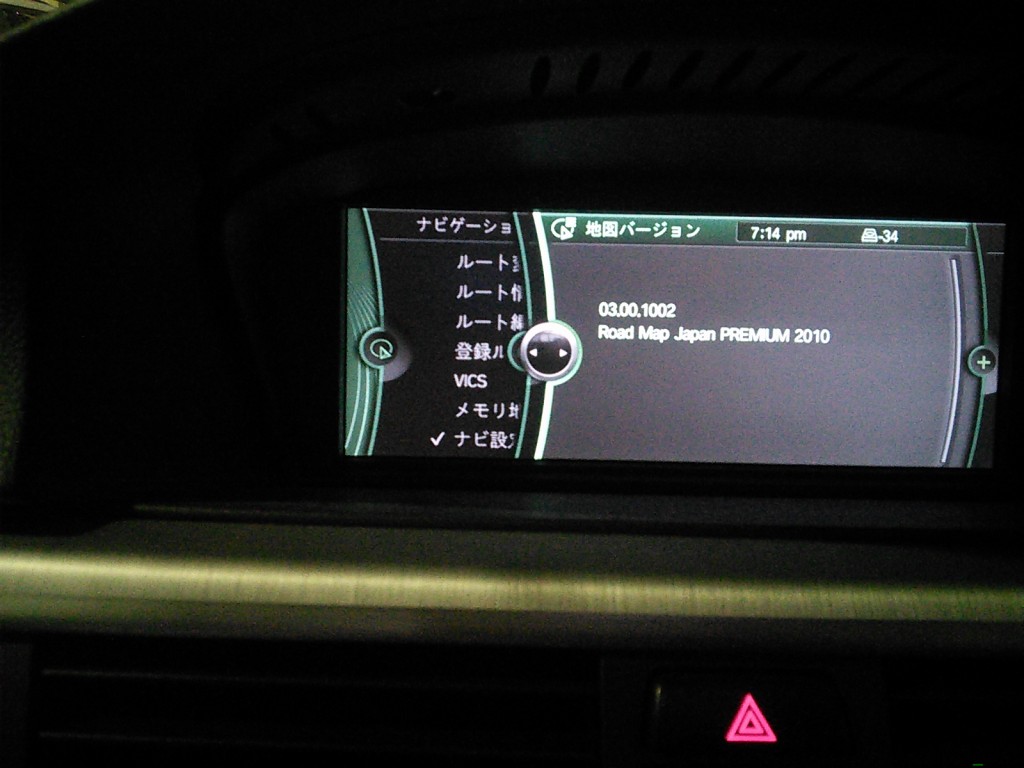 ナビゲーショ
ルート
ルート
ルート
登録ル
VICS
メモリ地
✓ ナビ設
地図バージョン
7:14 pm
-34
03.00.1002
Road Map Japan PREMIUM 2010
+